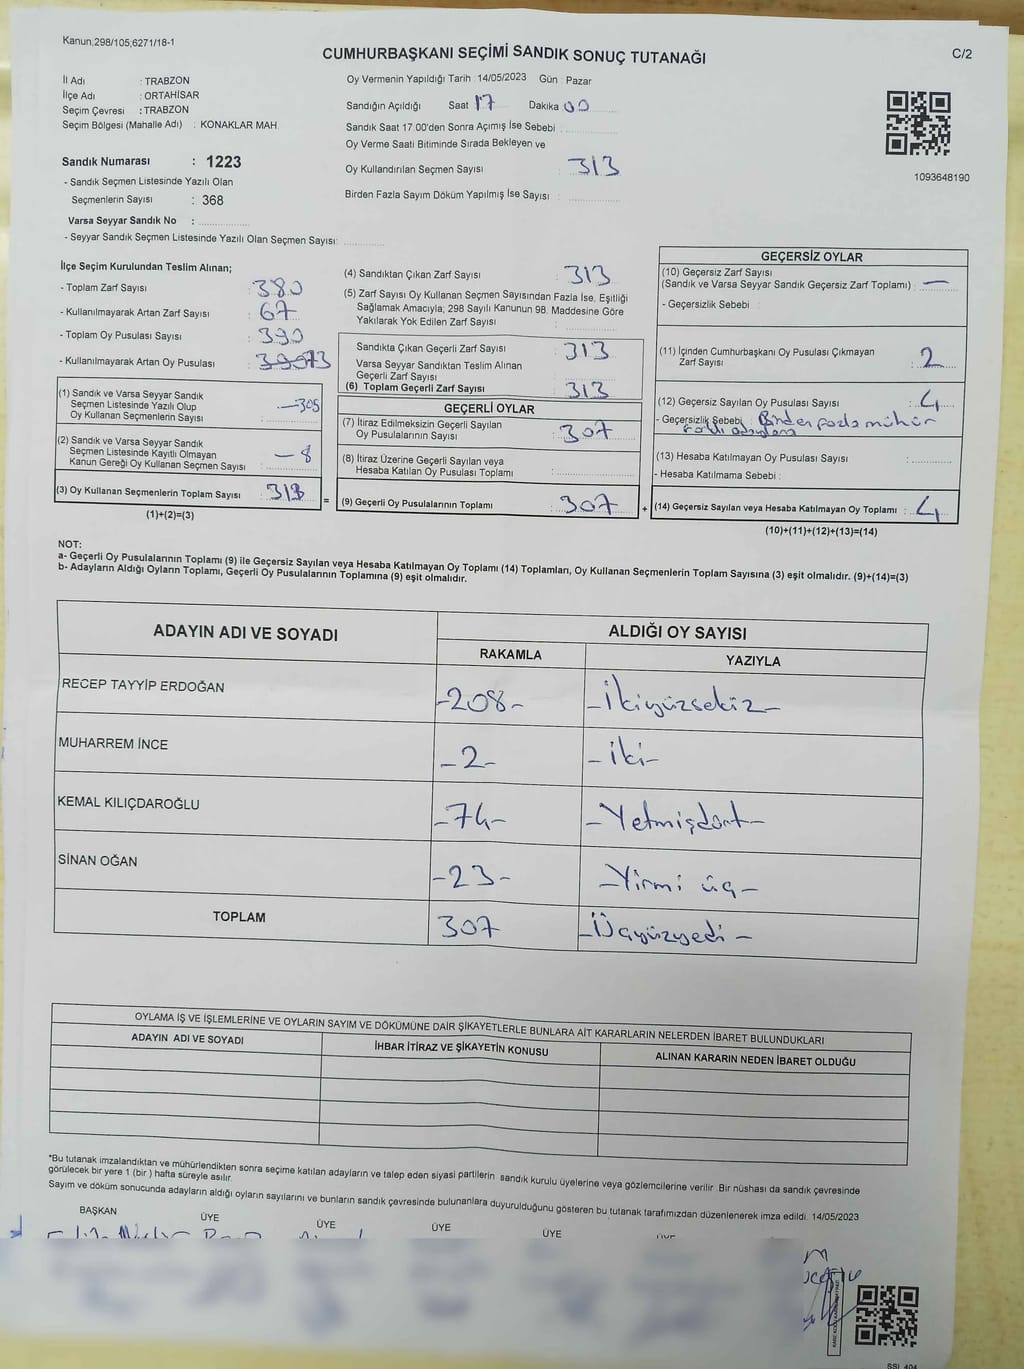 Kanun;298/105;6271/18-1
CUMHURBAŞKANI SEÇİMİ SANDIK SONUÇ TUTANAĞI
C/2
İl Adı : TRABZON
İlçe Adı : ORTAHİSAR
Seçim Çevresi : TRABZON
Seçim Bölgesi (Mahalle Adı) : KONAKLAR MAH.
Sandık Numarası : 1223
- Sandık Seçmen Listesinde Yazılı Olan
Seçmenlerin Sayısı : 368
Varsa Seyyar Sandık No :
- Seyyar Sandık Seçmen Listesinde Yazılı Olan Seçmen Sayısı:
Oy Vermenin Yapıldığı Tarih : 14/05/2023 Gün : Pazar
Sandığın Açıldığı Saat 17 Dakika 00
Sandık Saat 17:00'den Sonra Açımış İse Sebebi :
Oy Verme Saati Bitiminde Sırada Bekleyen ve
Oy Kullandırılan Seçmen Sayısı : 313
Birden Fazla Sayım Döküm Yapılmış İse Sayısı :
1093648190
İlçe Seçim Kurulundan Teslim Alınan;
- Toplam Zarf Sayısı : 380
- Kullanılmayarak Artan Zarf Sayısı : 67
- Toplam Oy Pusulası Sayısı : 390
- Kullanılmayarak Artan Oy Pusulası : 73
(1) Sandık ve Varsa Seyyar Sandık
Seçmen Listesinde Yazılı Olup
Oy Kullanan Seçmenlerin Sayısı : -305
(2) Sandık ve Varsa Seyyar Sandık
Seçmen Listesinde Kayıtlı Olmayan
Kanun Gereği Oy Kullanan Seçmen Sayısı : - 8
(3) Oy Kullanan Seçmenlerin Toplam Sayısı : 313
(1)+(2)=(3)
=
(4) Sandıktan Çıkan Zarf Sayısı : 313
(5) Zarf Sayısı Oy Kullanan Seçmen Sayısından Fazla İse, Eşitliği
Sağlamak Amacıyla; 298 Sayılı Kanunun 98. Maddesine Göre
Yakılarak Yok Edilen Zarf Sayısı :
Sandıkta Çıkan Geçerli Zarf Sayısı : 313
Varsa Seyyar Sandıktan Teslim Alınan
Geçerli Zarf Sayısı :
(6) Toplam Geçerli Zarf Sayısı : 313
GEÇERLİ OYLAR
(7) İtiraz Edilmeksizin Geçerli Sayılan
Oy Pusulalarının Sayısı : 307
(8) İtiraz Üzerine Geçerli Sayılan veya
Hesaba Katılan Oy Pusulası Toplamı :
(9) Geçerli Oy Pusulalarının Toplamı : 307
+
GEÇERSİZ OYLAR
(10) Geçersiz Zarf Sayısı
(Sandık ve Varsa Seyyar Sandık Geçersiz Zarf Toplamı) : —
- Geçersizlik Sebebi :
(11) İçinden Cumhurbaşkanı Oy Pusulası Çıkmayan
Zarf Sayısı : 2
(12) Geçersiz Sayılan Oy Pusulası Sayısı : 4
- Geçersizlik Sebebi : Birden fazla mühür
farklı adaylara
(13) Hesaba Katılmayan Oy Pusulası Sayısı :
- Hesaba Katılmama Sebebi :
(14) Geçersiz Sayılan veya Hesaba Katılmayan Oy Toplamı : 4
(10)+(11)+(12)+(13)=(14)
NOT:
a- Geçerli Oy Pusulalarının Toplamı (9) ile Geçersiz Sayılan veya Hesaba Katılmayan Oy Toplamı (14) Toplamları, Oy Kullanan Seçmenlerin Toplam Sayısına (3) eşit olmalıdır. (9)+(14)=(3)
b- Adayların Aldığı Oyların Toplamı, Geçerli Oy Pusulalarının Toplamına (9) eşit olmalıdır.
ADAYIN ADI VE SOYADI
ALDIĞI OY SAYISI
RAKAMLA
YAZIYLA
RECEP TAYYİP ERDOĞAN -208- -İkiyüzsekiz-
MUHARREM İNCE -2- -iki-
KEMAL KILIÇDAROĞLU -74- -Yetmişdört-
SİNAN OĞAN -23- -Yirmi üç-
TOPLAM 307 -Üçyüzyedi-
OYLAMA İŞ VE İŞLEMLERİNE VE OYLARIN SAYIM VE DÖKÜMÜNE DAİR ŞİKAYETLERLE BUNLARA AİT KARARLARIN NELERDEN İBARET BULUNDUKLARI
ADAYIN ADI VE SOYADI
İHBAR İTİRAZ VE ŞİKAYETİN KONUSU
ALINAN KARARIN NEDEN İBARET OLDUĞU
*Bu tutanak imzalandıktan ve mühürlendikten sonra seçime katılan adayların ve talep eden siyasi partilerin sandık kurulu üyelerine veya gözlemcilerine verilir. Bir nüshası da sandık çevresinde
görülecek bir yere 1 (bir ) hafta süreyle asılır.
Sayım ve döküm sonucunda adayların aldığı oyların sayılarını ve bunların sandık çevresinde bulunanlara duyurulduğunu gösteren bu tutanak tarafımızdan düzenlenerek imza edildi. 14/05/2023
BAŞKAN ÜYE ÜYE ÜYE ÜYE